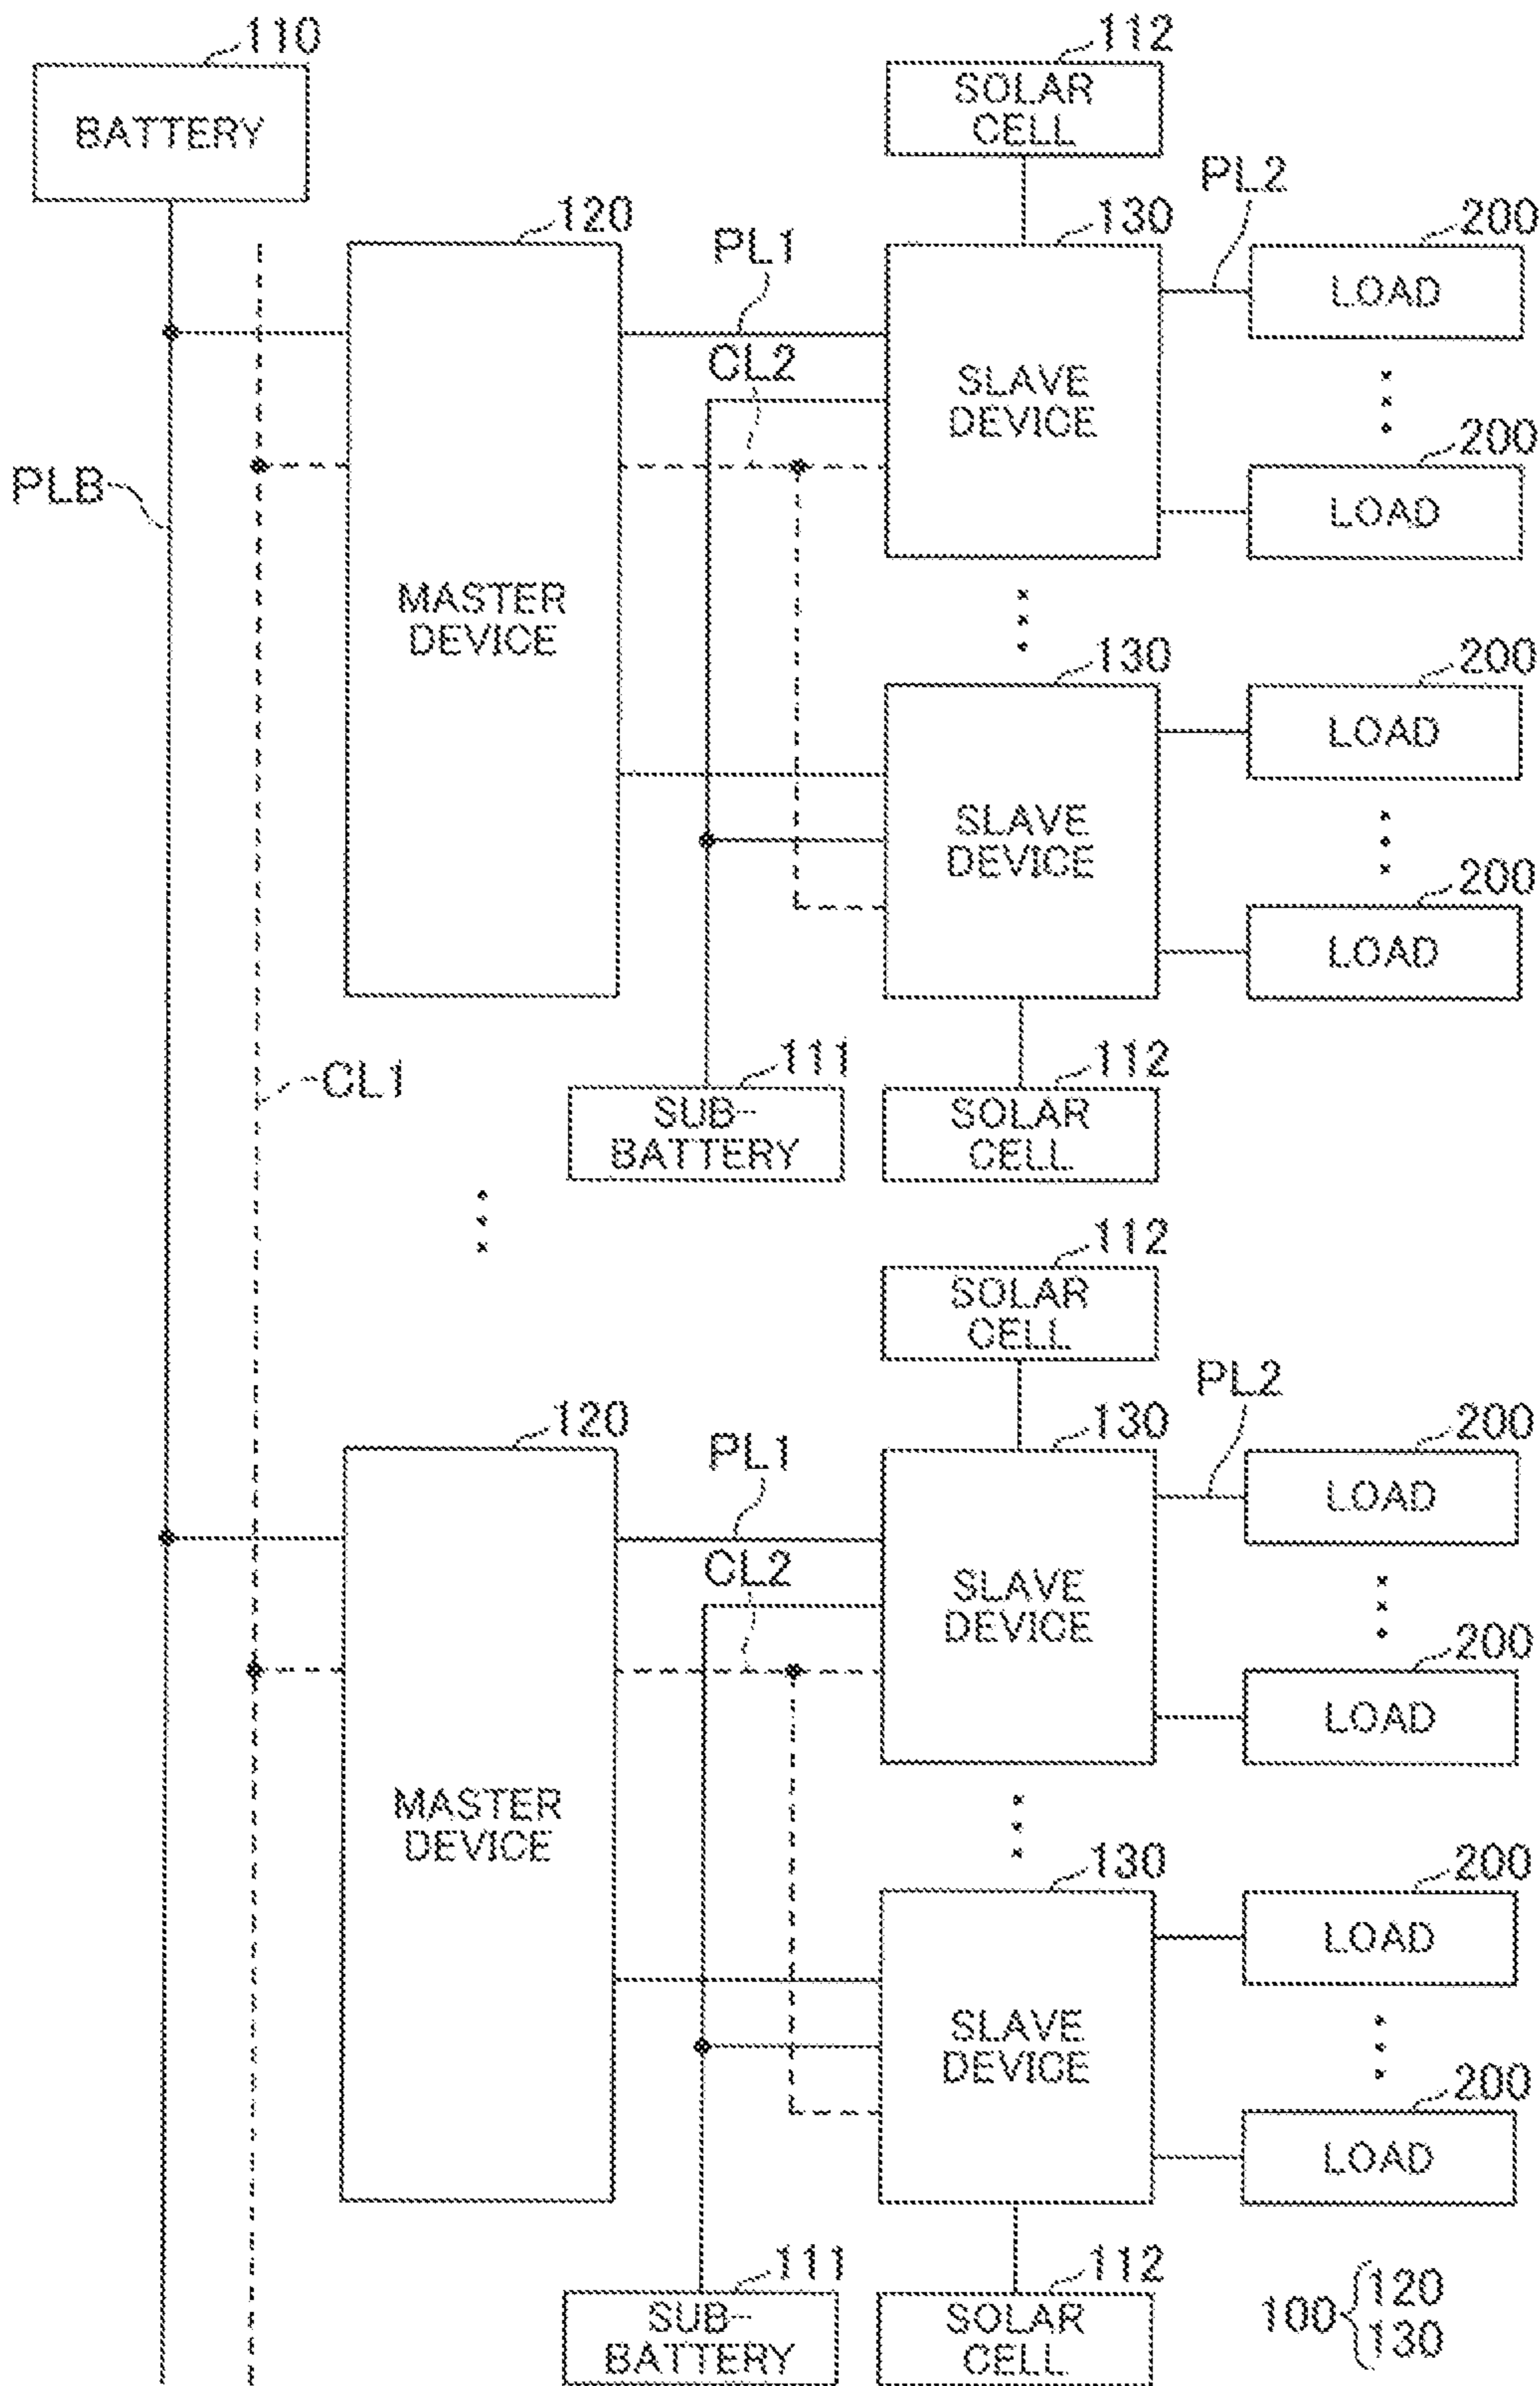 110
BATTERY
112
SOLAR
CELL
PL2
120
PL1
130
200
LOAD
CL2
SLAVE
DEVICE
200
LOAD
PLB
MASTER
DEVICE
130
200
LOAD
SLAVE
DEVICE
200
LOAD
CL1
111
SUB-
BATTERY
112
SOLAR
CELL
112
SOLAR
CELL
PL2
120
PL1
130
200
LOAD
CL2
SLAVE
DEVICE
200
LOAD
MASTER
DEVICE
130
200
LOAD
SLAVE
DEVICE
200
LOAD
111
SUB-
BATTERY
112
SOLAR
CELL
100 { 120
130